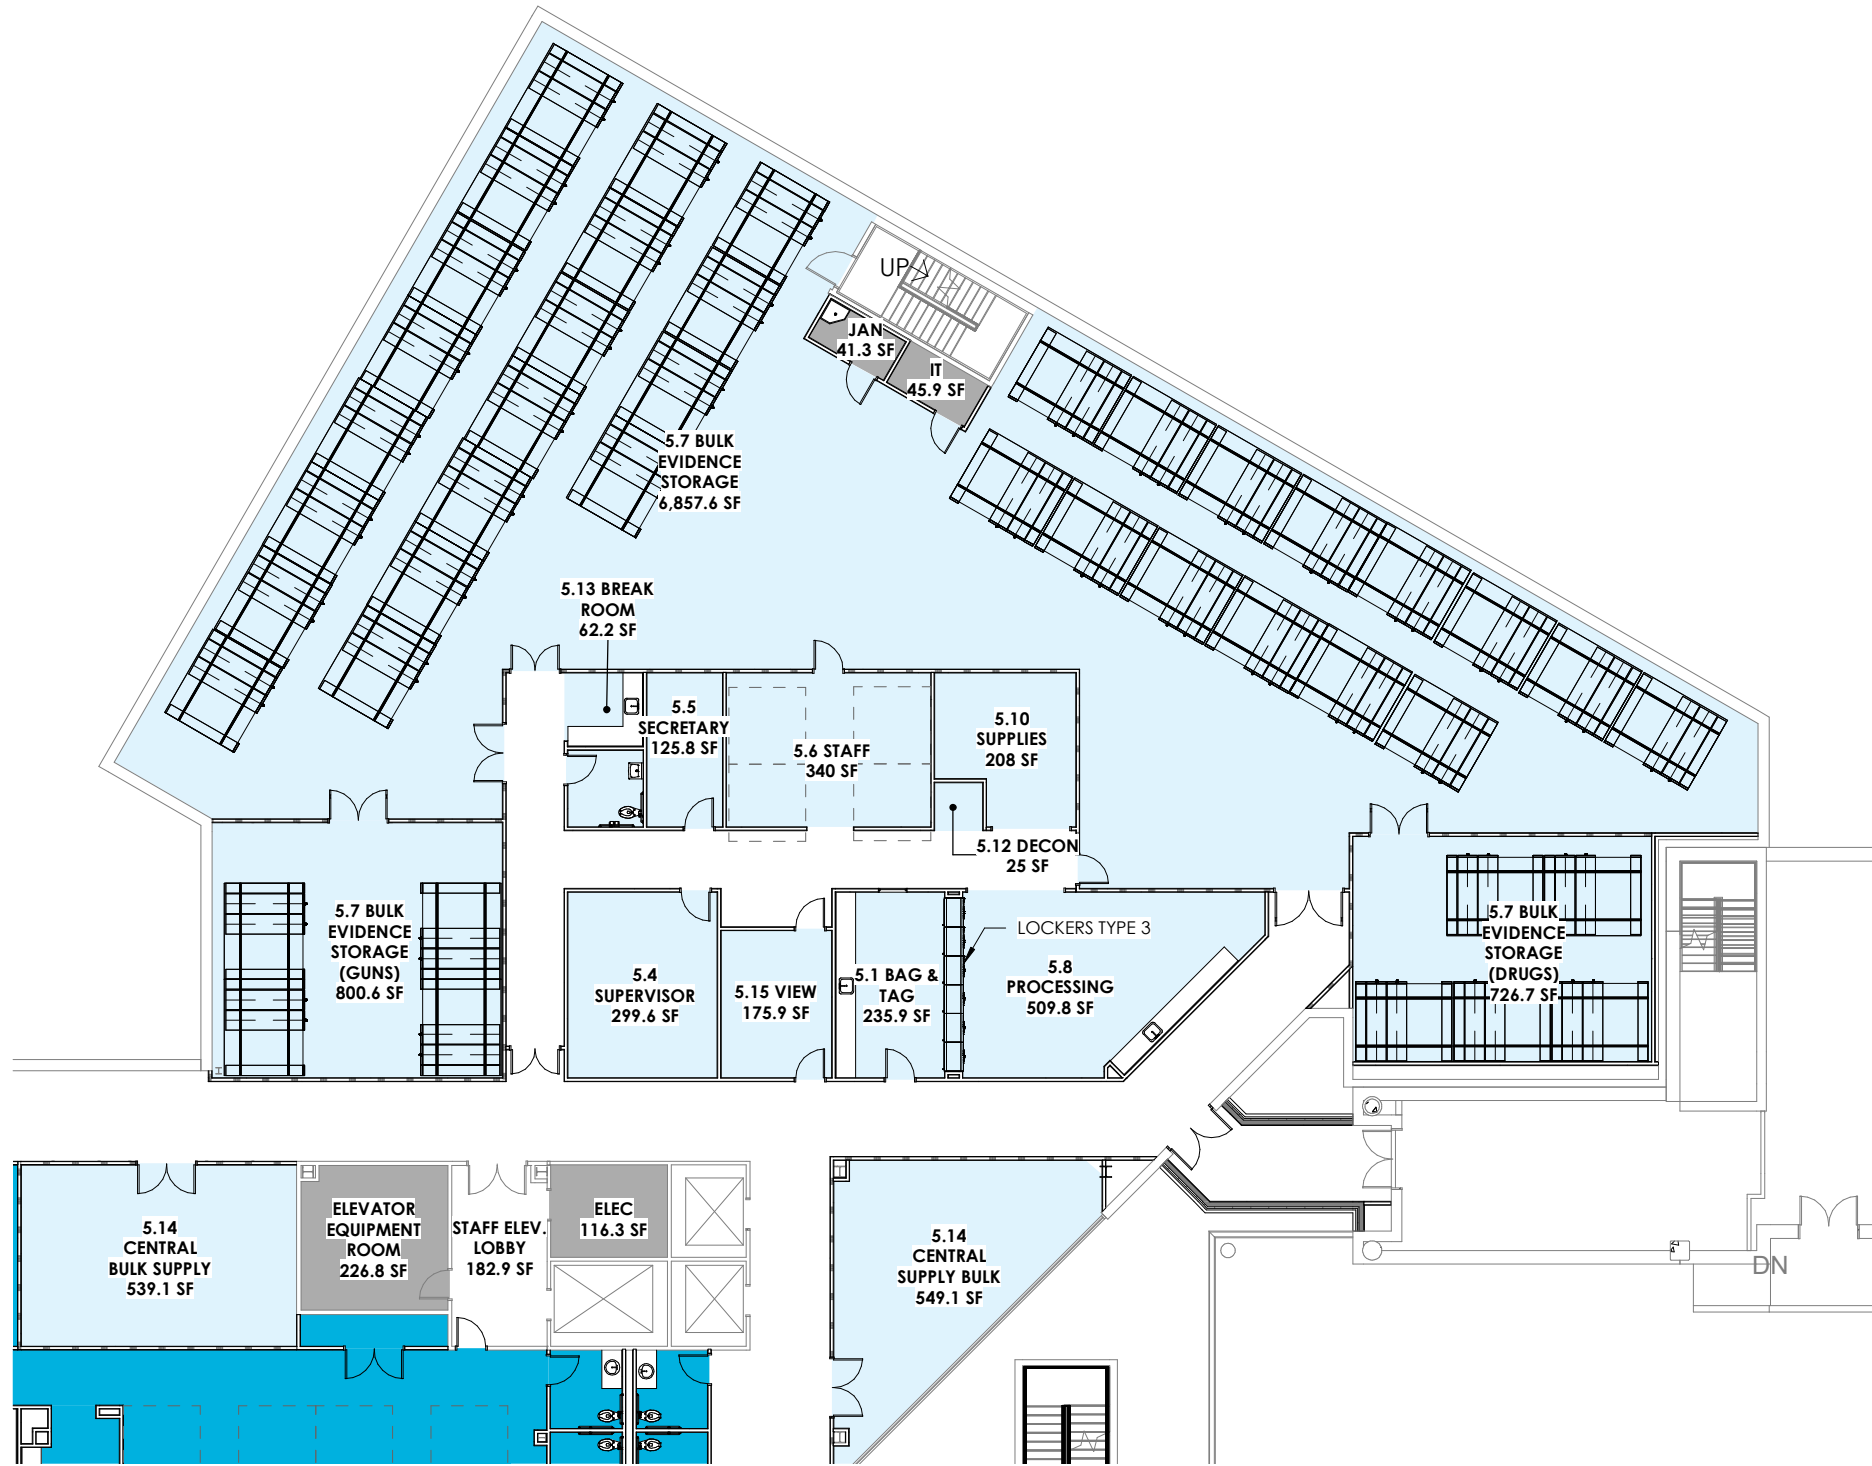 UP
JAN
41.3 SF
IT
45.9 SF
5.7 BULK
EVIDENCE
STORAGE
6,857.6 SF
5.13 BREAK
ROOM
62.2 SF
5.5
SECRETARY
125.8 SF
5.6 STAFF
340 SF
5.10
SUPPLIES
208 SF
5.12 DECON
25 SF
5.7 BULK
EVIDENCE
STORAGE
(GUNS)
800.6 SF
5.4
SUPERVISOR
299.6 SF
5.15 VIEW
175.9 SF
5.1 BAG &
TAG
235.9 SF
LOCKERS TYPE 3
5.8
PROCESSING
509.8 SF
5.7 BULK
EVIDENCE
STORAGE
(DRUGS)
726.7 SF
5.14
CENTRAL
BULK SUPPLY
539.1 SF
ELEVATOR
EQUIPMENT
ROOM
226.8 SF
STAFF ELEV.
LOBBY
182.9 SF
ELEC
116.3 SF
5.14
CENTRAL
SUPPLY BULK
549.1 SF
DN